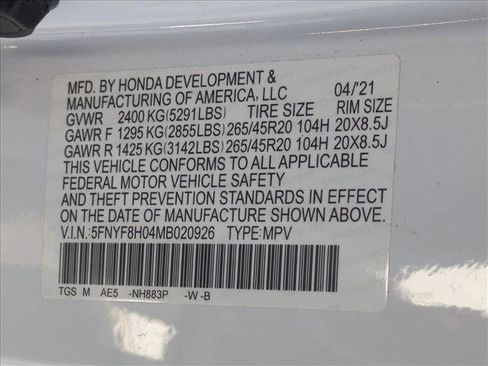 MFD. BY HONDA DEVELOPMENT & 04/'21
MANUFACTURING OF AMERICA, LLC
GVWR 2400 KG(5291LBS) TIRE SIZE RIM SIZE
GAWR F 1295 KG(2855LBS) 265/45R20 104H 20X8.5J
GAWR R 1425 KG(3142LBS) 265/45R20 104H 20X8.5J
THIS VEHICLE CONFORMS TO ALL APPLICABLE
FEDERAL MOTOR VEHICLE SAFETY
AND THEFT PREVENTION STANDARDS IN EFFECT
ON THE DATE OF MANUFACTURE SHOWN ABOVE.
V.I.N.:5FNYF8H04MB020926 TYPE:MPV
TGS M AE5 -NH883P -W -B